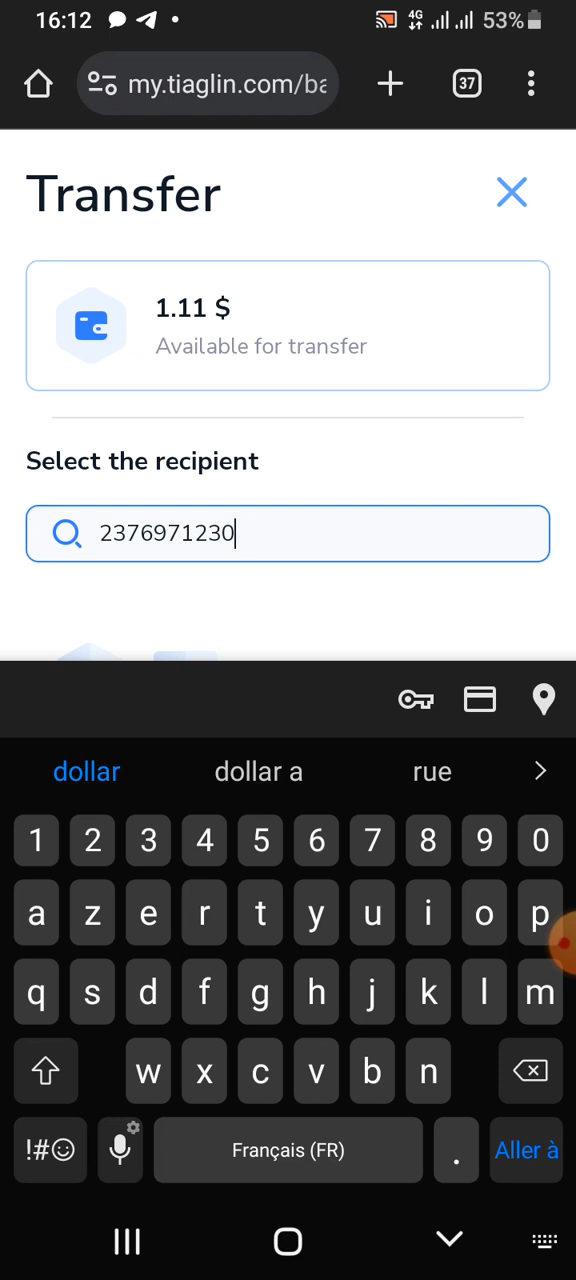 16:12 4G 53%
my.tiaglin.com/ba
37
Transfer
1.11 $
Available for transfer
Select the recipient
2376971230
dollar dollar a rue
1 2 3 4 5 6 7 8 9 0
a z e r t y u i o p
q s d f g h j k l m
w x c v b n
!#☺ Français (FR) . Aller à